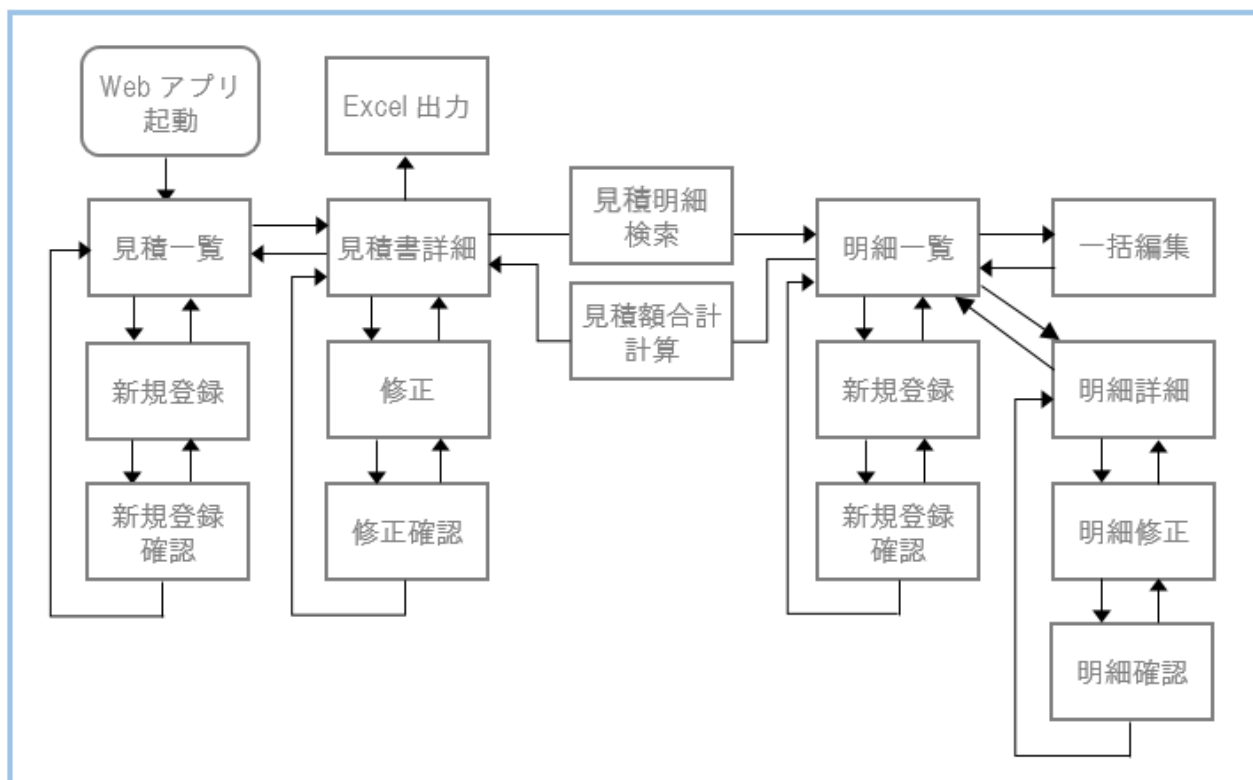 Web アプリ
起動
Excel 出力
見積一覧
見積書詳細
見積明細
検索
明細一覧
一括編集
見積額合計
計算
新規登録
修正
新規登録
明細詳細
新規登録
確認
修正確認
新規登録
確認
明細修正
明細確認